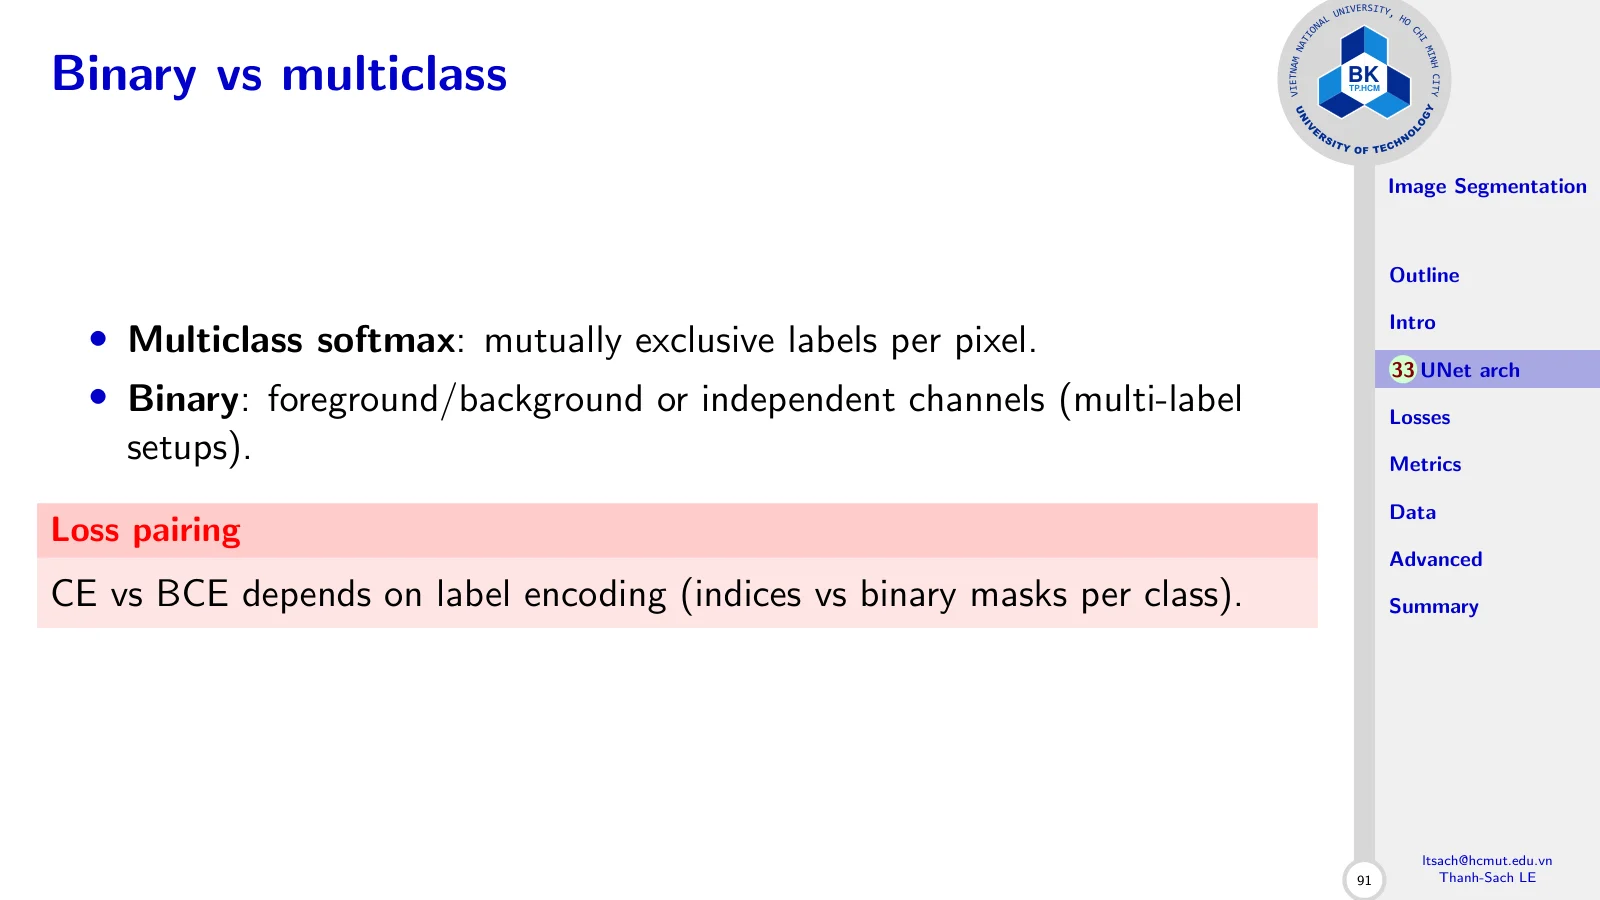 Binary vs multiclass
VIETNAM NATIONAL UNIVERSITY, HO CHI MINH CITY
BK
TP.HCM
UNIVERSITY OF TECHNOLOGY
Image Segmentation
Outline
Intro
33 UNet arch
Losses
Metrics
Data
Advanced
Summary
• Multiclass softmax: mutually exclusive labels per pixel.
• Binary: foreground/background or independent channels (multi-label
setups).
Loss pairing
CE vs BCE depends on label encoding (indices vs binary masks per class).
ltsach@hcmut.edu.vn
Thanh-Sach LE
91